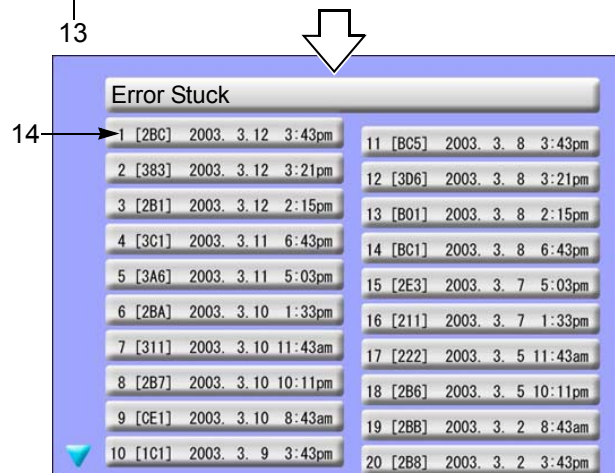 13
Error Stuck
14
1 [2BC] 2003. 3.12 3:43pm
2 [383] 2003. 3.12 3:21pm
3 [2B1] 2003. 3.12 2:15pm
4 [3C1] 2003. 3.11 6:43pm
5 [3A6] 2003. 3.11 5:03pm
6 [2BA] 2003. 3.10 1:33pm
7 [311] 2003. 3.10 11:43am
8 [2B7] 2003. 3.10 10:11pm
9 [CE1] 2003. 3.10 8:43am
10 [1C1] 2003. 3. 9 3:43pm
11 [BC5] 2003. 3. 8 3:43pm
12 [3D6] 2003. 3. 8 3:21pm
13 [B01] 2003. 3. 8 2:15pm
14 [BC1] 2003. 3. 8 6:43pm
15 [2E3] 2003. 3. 7 5:03pm
16 [211] 2003. 3. 7 1:33pm
17 [222] 2003. 3. 5 11:43am
18 [2B6] 2003. 3. 5 10:11pm
19 [2BB] 2003. 3. 2 8:43am
20 [2B8] 2003. 3. 2 3:43pm